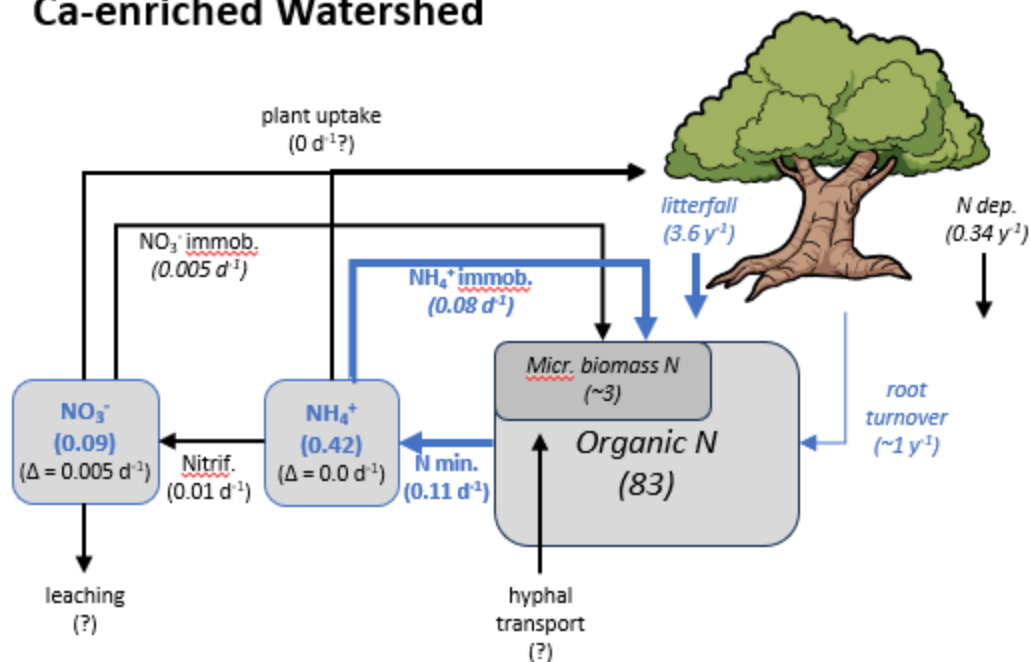 Ca-enriched Watershed
plant uptake
(0 d⁻¹?)
litterfall
(3.6 y⁻¹)
N dep.
(0.34 y⁻¹)
NO₃⁻ immob.
(0.005 d⁻¹)
NH₄⁺ immob.
(0.08 d⁻¹)
Micr. biomass N
(~3)
Organic N
(83)
root
turnover
(~1 y⁻¹)
NO₃⁻
(0.09)
(Δ = 0.005 d⁻¹)
Nitrif.
(0.01 d⁻¹)
NH₄⁺
(0.42)
(Δ = 0.0 d⁻¹)
N min.
(0.11 d⁻¹)
leaching
(?)
hyphal
transport
(?)